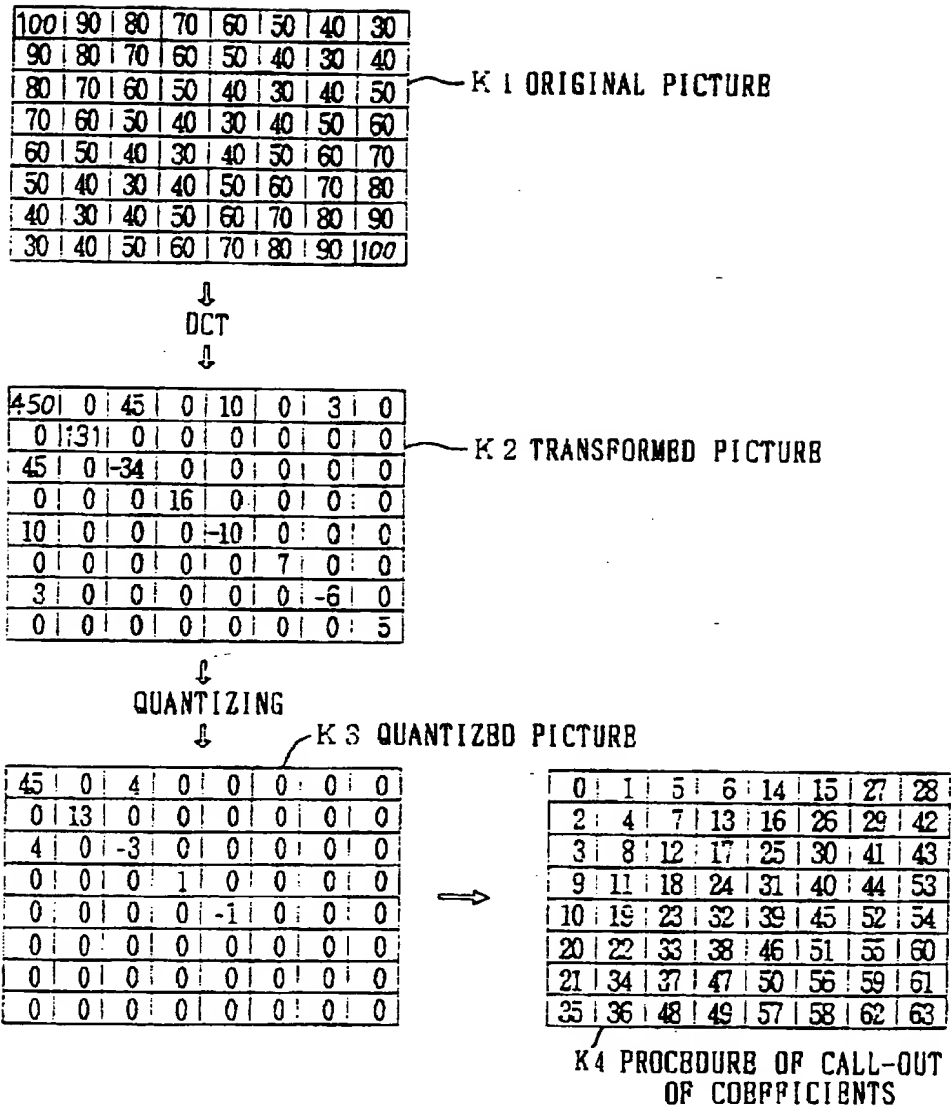 100 90 80 70 60 50 40 30
90 80 70 60 50 40 30 40
80 70 60 50 40 30 40 50
70 60 50 40 30 40 50 60
60 50 40 30 40 50 60 70
50 40 30 40 50 60 70 80
40 30 40 50 60 70 80 90
30 40 50 60 70 80 90 100
K1 ORIGINAL PICTURE
⇓
DCT
⇓
450 0 45 0 10 0 3 0
0 131 0 0 0 0 0 0
45 0 -34 0 0 0 0 0
0 0 0 16 0 0 0 0
10 0 0 0 -10 0 0 0
0 0 0 0 0 7 0 0
3 0 0 0 0 0 -6 0
0 0 0 0 0 0 0 5
K2 TRANSFORMED PICTURE
⇓
QUANTIZING
⇓
K3 QUANTIZED PICTURE
45 0 4 0 0 0 0 0
0 13 0 0 0 0 0 0
4 0 -3 0 0 0 0 0
0 0 0 1 0 0 0 0
0 0 0 0 -1 0 0 0
0 0 0 0 0 0 0 0
0 0 0 0 0 0 0 0
0 0 0 0 0 0 0 0
⇒
0 1 5 6 14 15 27 28
2 4 7 13 16 26 29 42
3 8 12 17 25 30 41 43
9 11 18 24 31 40 44 53
10 19 23 32 39 45 52 54
20 22 33 38 46 51 55 60
21 34 37 47 50 56 59 61
35 36 48 49 57 58 62 63
K4 PROCEDURE OF CALL-OUT
OF COEFFICIENTS